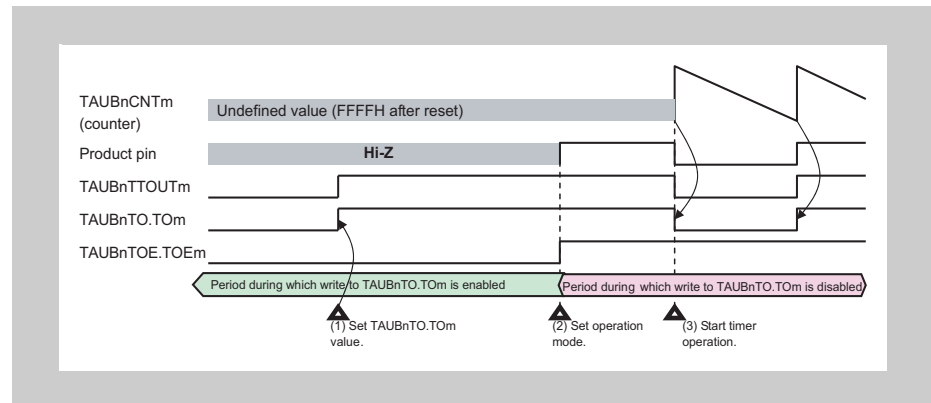 TAUBnCNTm
(counter)
Undefined value (FFFFH after reset)
Product pin
Hi-Z
TAUBnTTOUTm
TAUBnTO.TOm
TAUBnTOE.TOEm
Period during which write to TAUBnTO.TOm is enabled
Period during which write to TAUBnTO.TOm is disabled
(1) Set TAUBnTO.TOm
value.
(2) Set operation
mode.
(3) Start timer
operation.